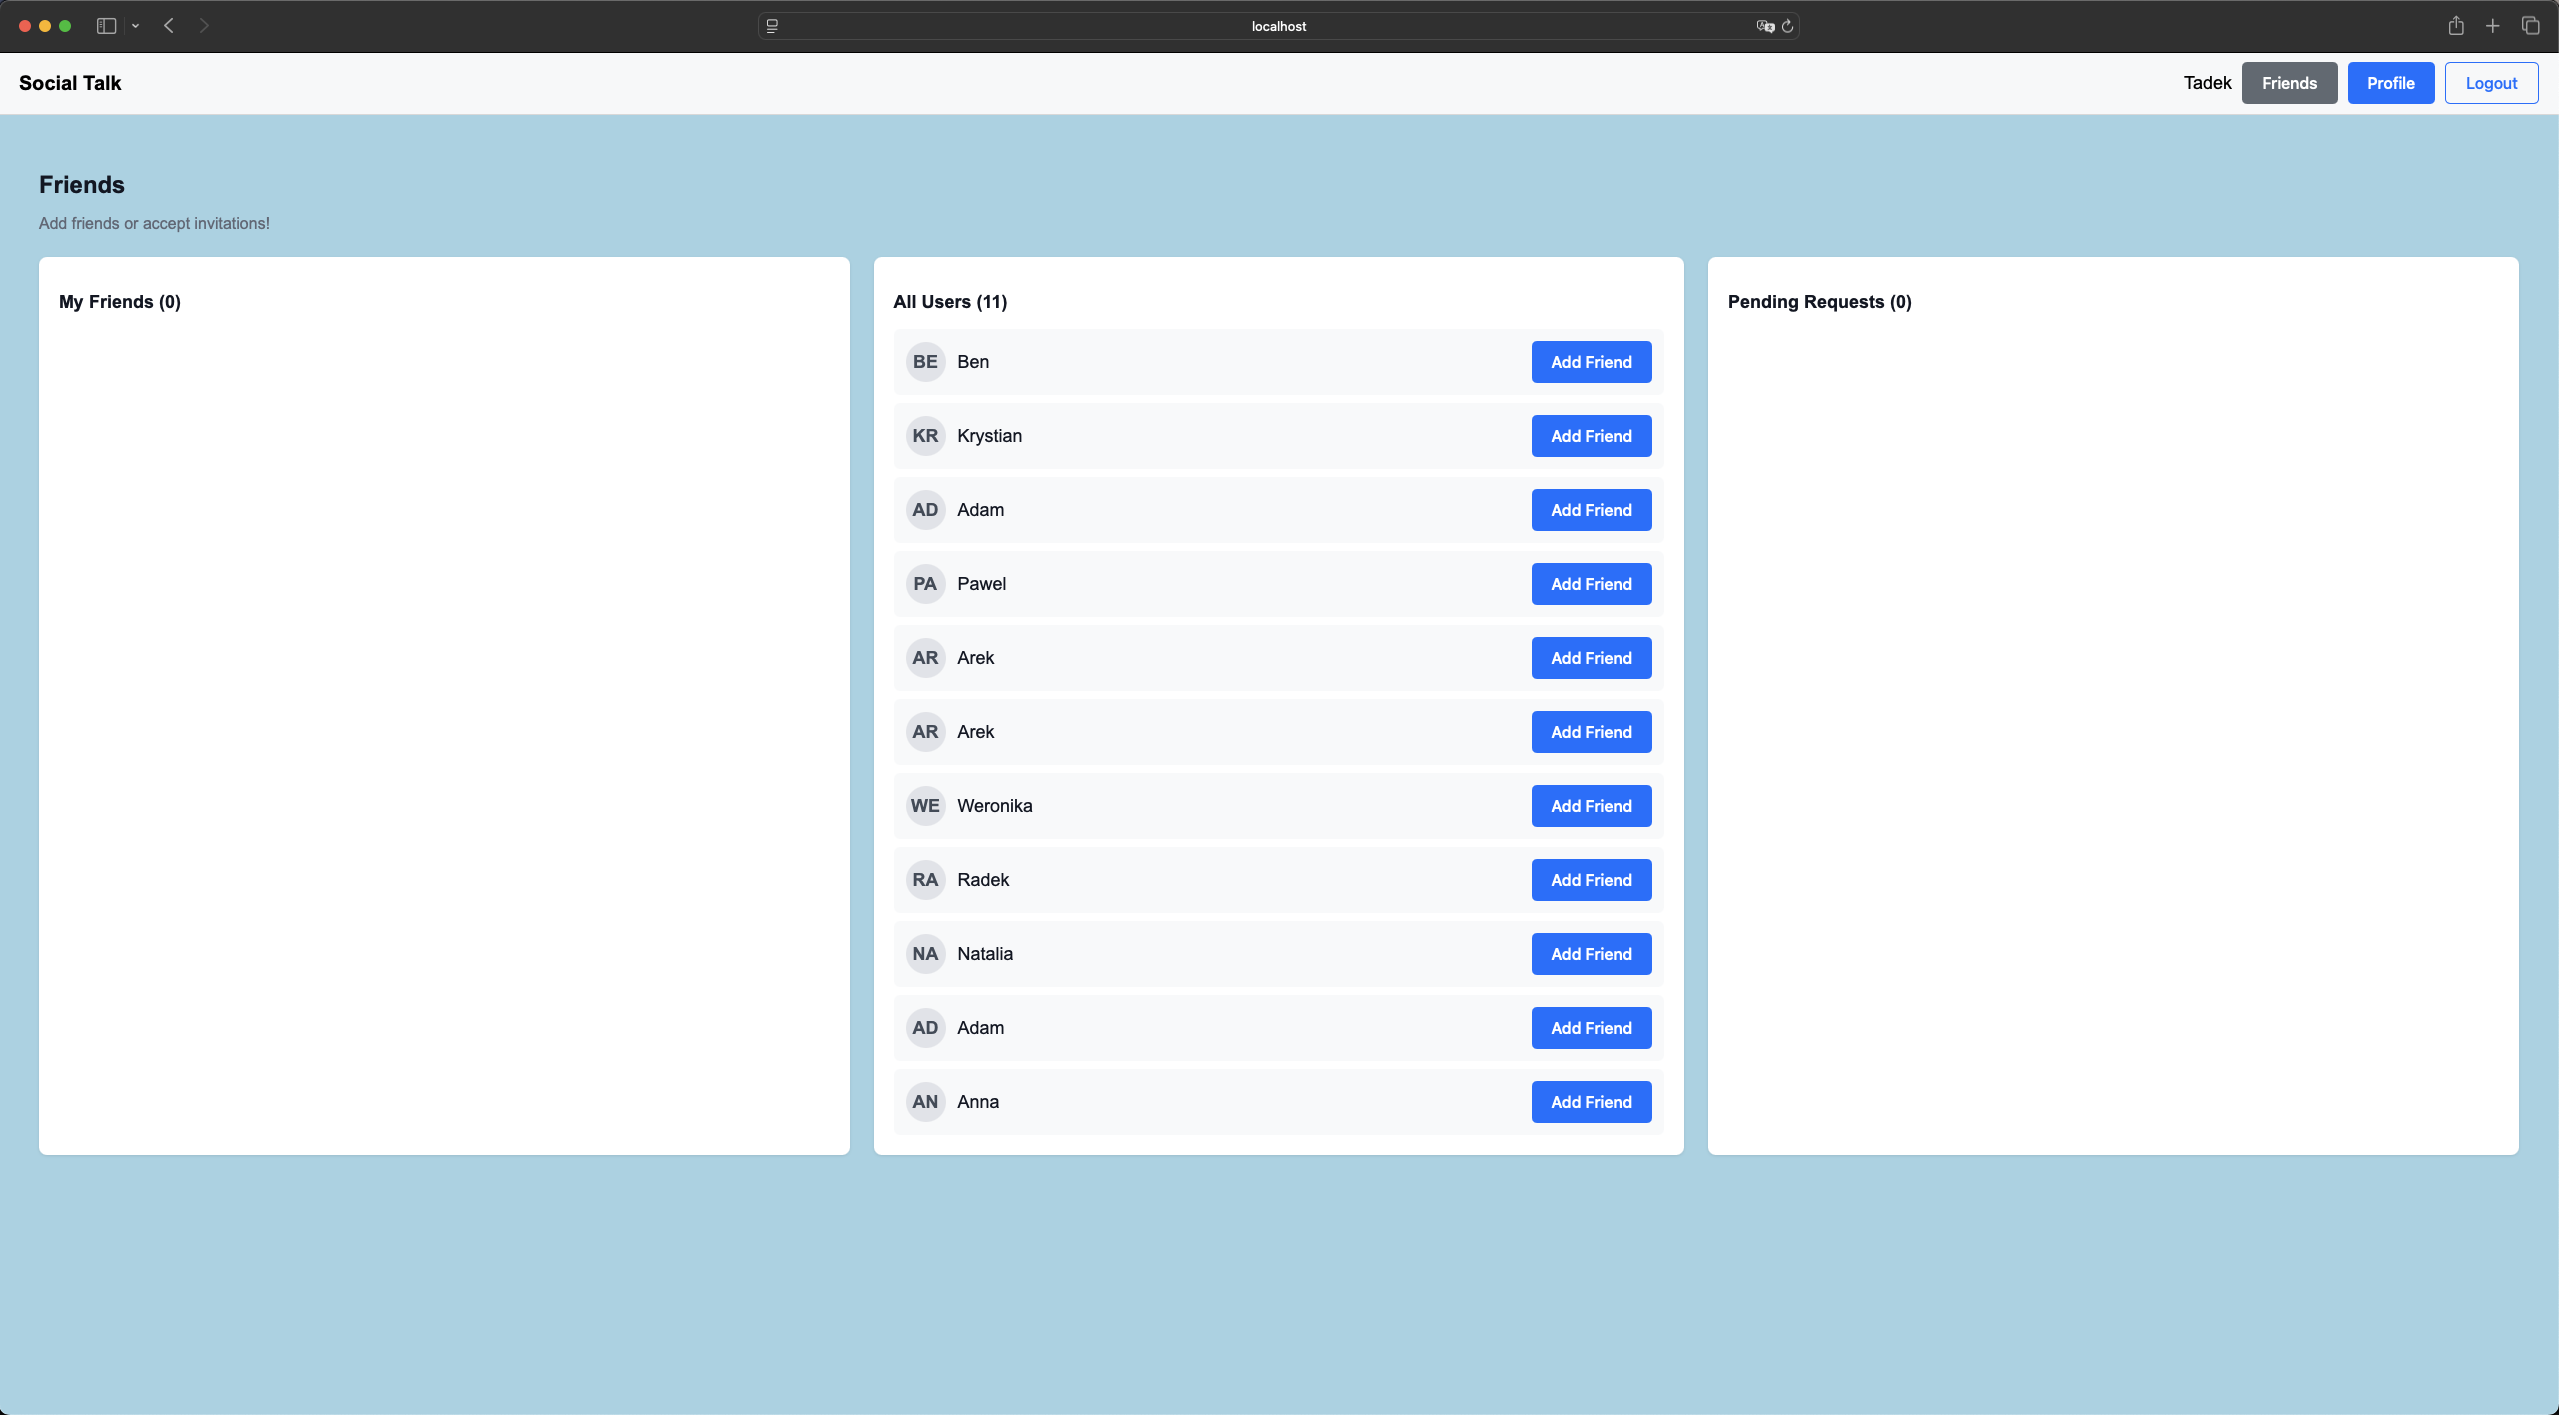 localhost
Social Talk
Tadek Friends Profile Logout
Friends
Add friends or accept invitations!
My Friends (0)
All Users (11)
BE Ben Add Friend
KR Krystian Add Friend
AD Adam Add Friend
PA Pawel Add Friend
AR Arek Add Friend
AR Arek Add Friend
WE Weronika Add Friend
RA Radek Add Friend
NA Natalia Add Friend
AD Adam Add Friend
AN Anna Add Friend
Pending Requests (0)